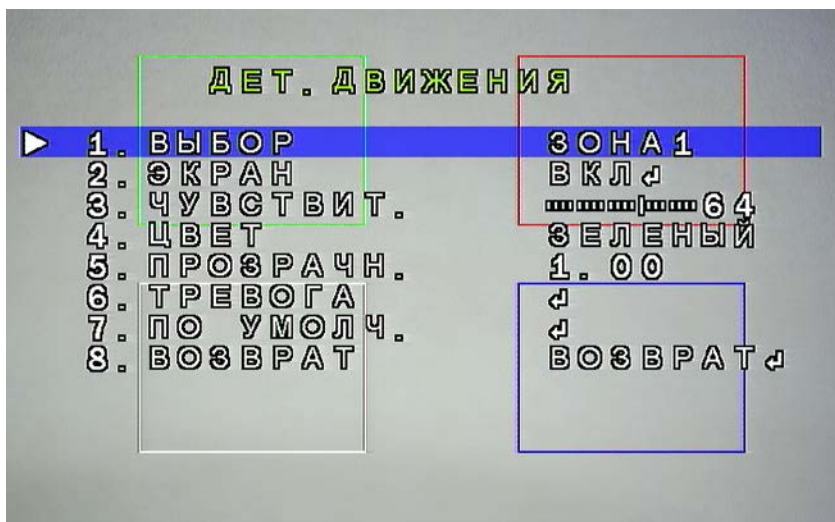 ДЕТ. ДВИЖЕНИЯ
1. ВЫБОР ЗОНА1
2. ЭКРАН ВКЛ↲
3. ЧУВСТВИТ. 64
4. ЦВЕТ ЗЕЛЕНЫЙ
5. ПРОЗРАЧН. 1.00
6. ТРЕВОГА ↲
7. ПО УМОЛЧ. ↲
8. ВОЗВРАТ ВОЗВРАТ↲